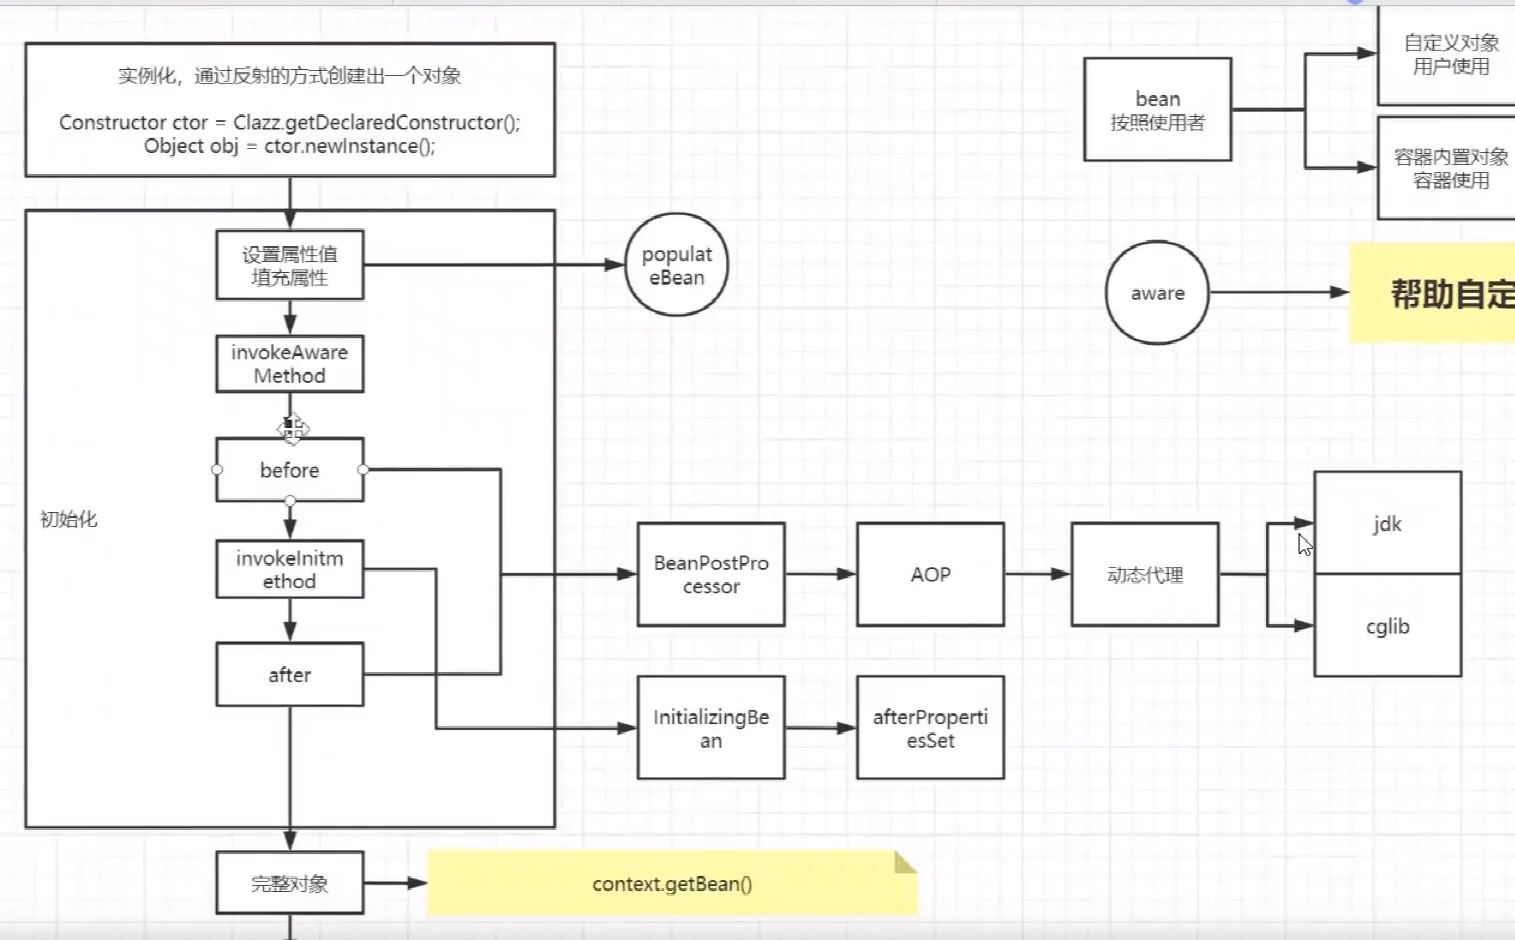 实例化，通过反射的方式创建出一个对象
Constructor ctor = Clazz.getDeclaredConstructor();
Object obj = ctor.newInstance();
初始化
设置属性值
填充属性
populat
eBean
invokeAware
Method
before
invokeInitm
ethod
after
BeanPostPro
cessor
AOP
动态代理
jdk
cglib
InitializingBe
an
afterProperti
esSet
完整对象
context.getBean()
bean
按照使用者
自定义对象
用户使用
容器内置对象
容器使用
aware
帮助自定